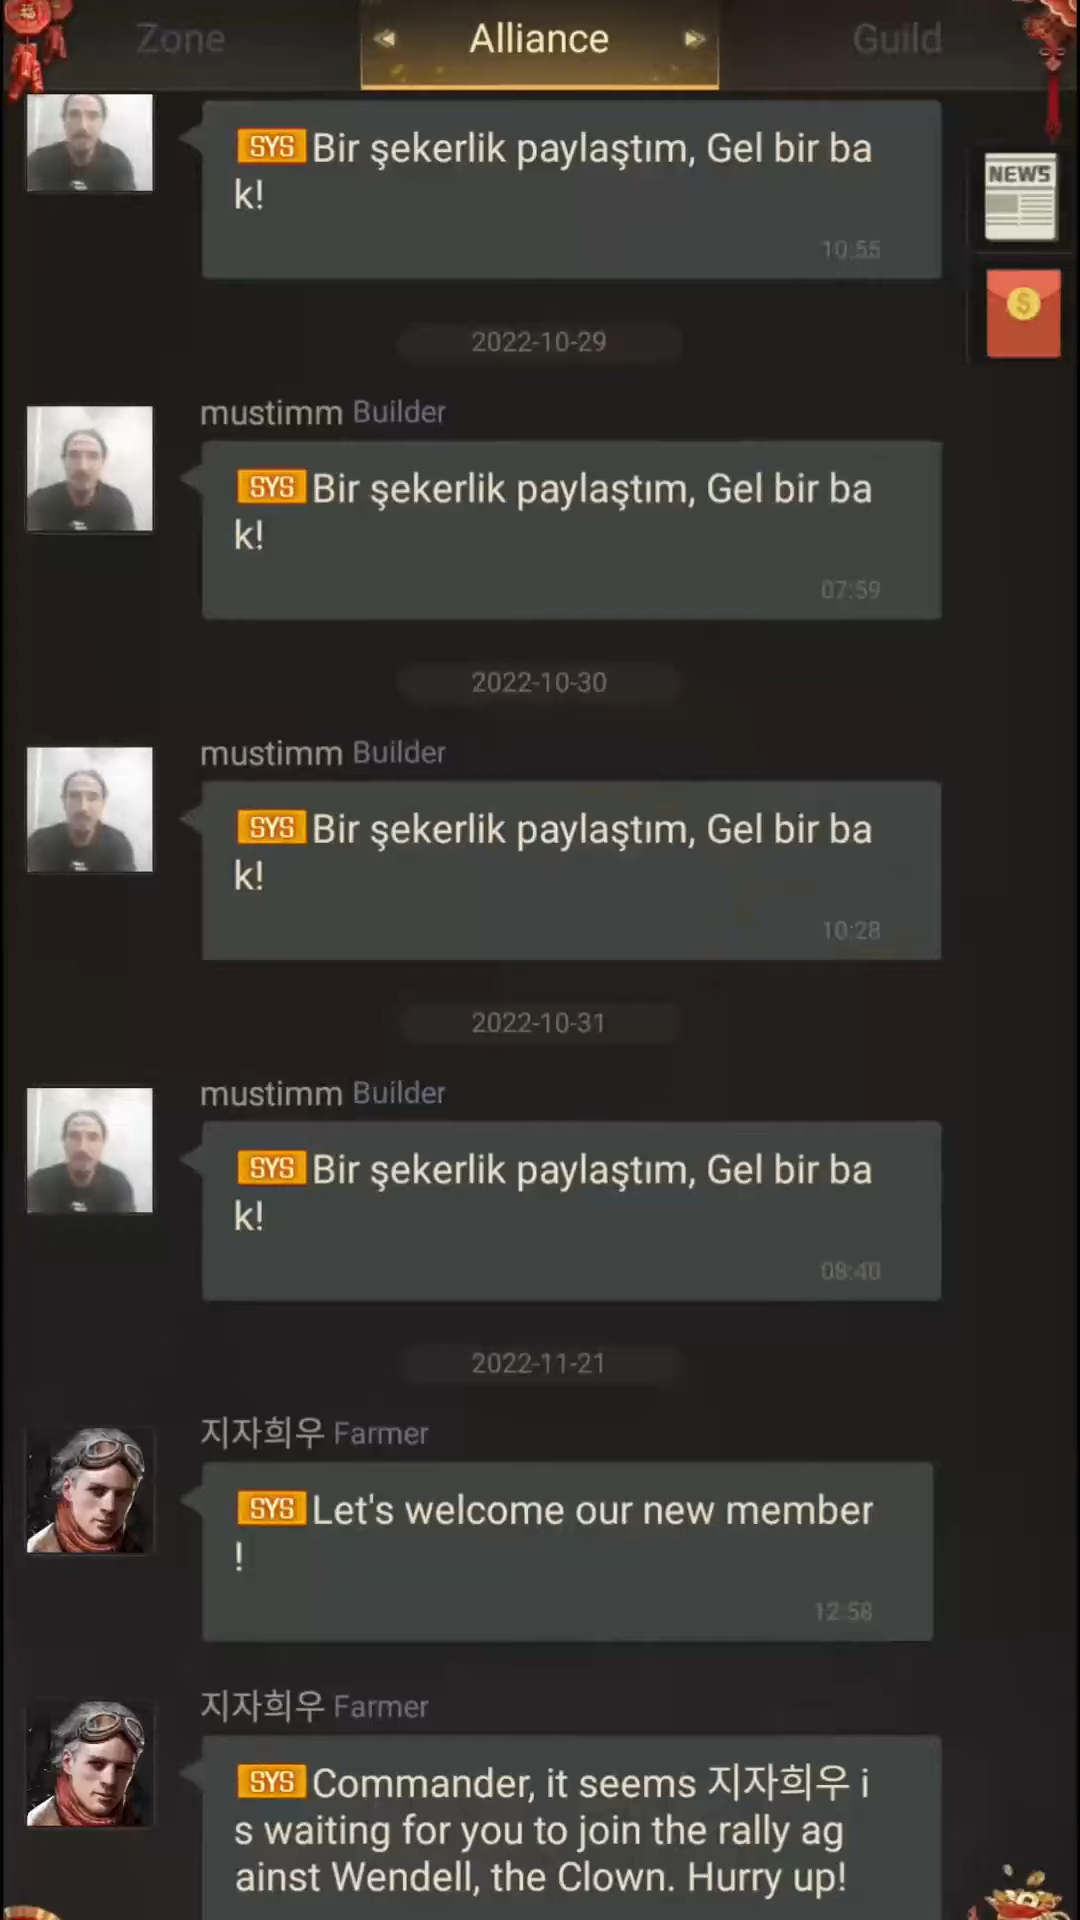 Zone
Alliance
Guild
SYS Bir şekerlik paylaştım, Gel bir ba
k!
10:55
NEWS
$
2022-10-29
mustimm Builder
SYS Bir şekerlik paylaştım, Gel bir ba
k!
07:59
2022-10-30
mustimm Builder
SYS Bir şekerlik paylaştım, Gel bir ba
k!
10:28
2022-10-31
mustimm Builder
SYS Bir şekerlik paylaştım, Gel bir ba
k!
08:40
2022-11-21
지자희우 Farmer
SYS Let's welcome our new member
!
12:58
지자희우 Farmer
SYS Commander, it seems 지자희우 i
s waiting for you to join the rally ag
ainst Wendell, the Clown. Hurry up!